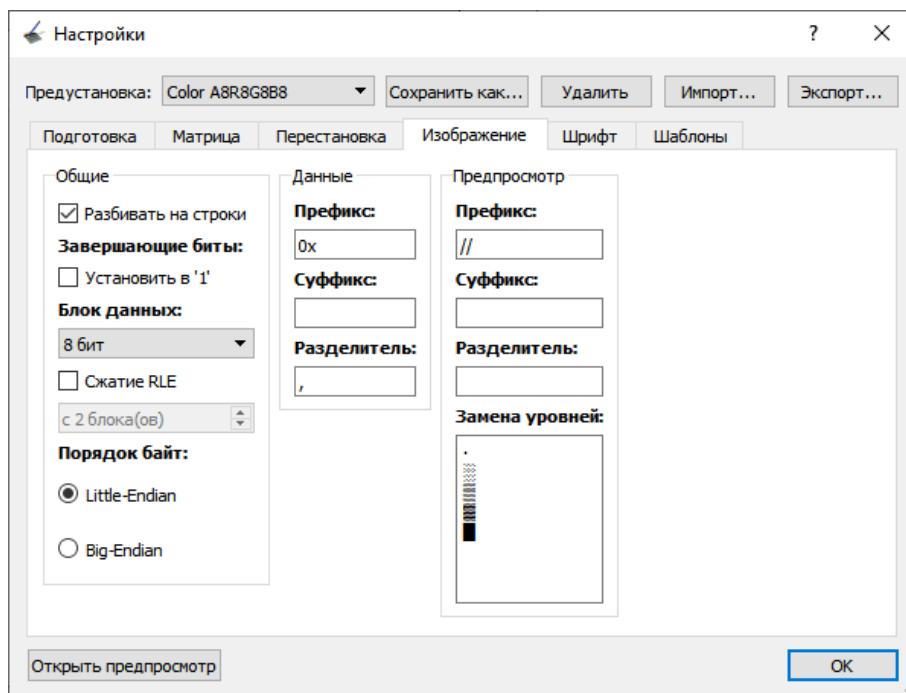 Настройки
?
Предустановка: Color A8R8G8B8 Сохранить как... Удалить Импорт... Экспорт...
Подготовка Матрица Перестановка Изображение Шрифт Шаблоны
Общие
Разбивать на строки
Завершающие биты:
Установить в '1'
Блок данных:
8 бит
Сжатие RLE
с 2 блока(ов)
Порядок байт:
Little-Endian
Big-Endian
Данные
Префикс:
0x
Суффикс:
Разделитель:
,
Предпросмотр
Префикс:
//
Суффикс:
Разделитель:
Замена уровней:
.
░
▒
▓
█
Открыть предпросмотр
OK